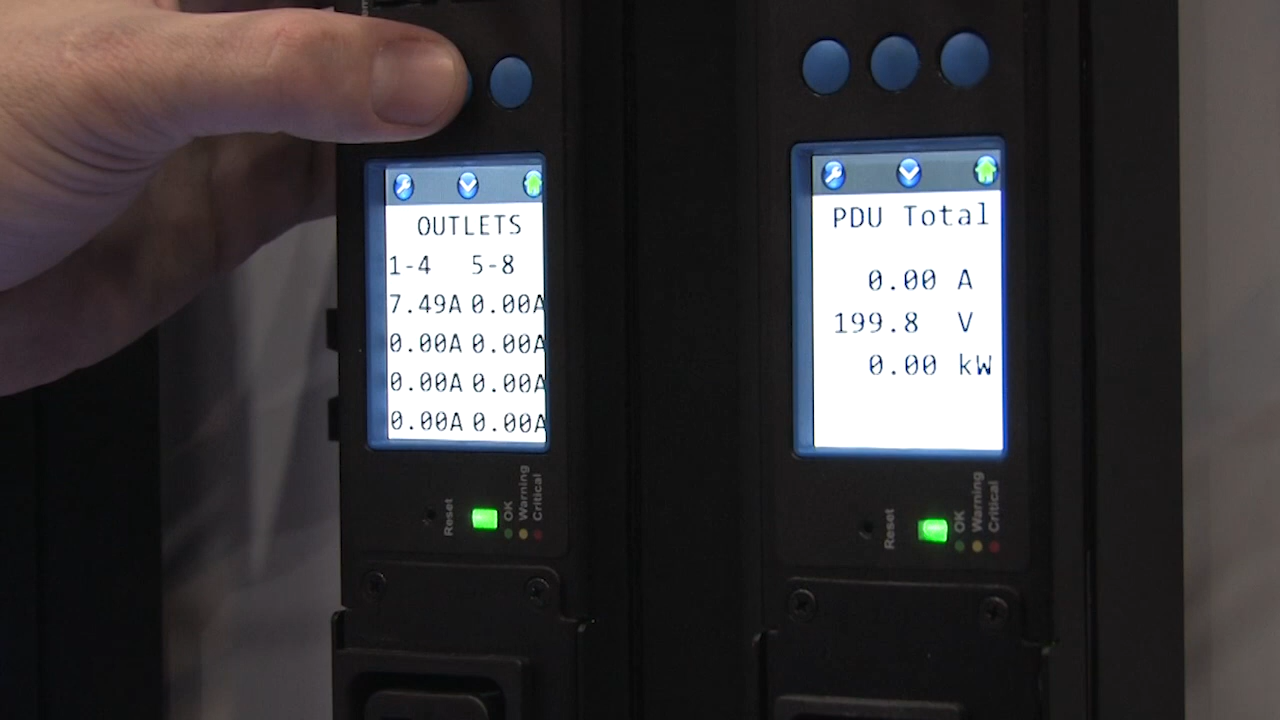 OUTLETS
1-4 5-8
7.49A 0.00A
0.00A 0.00A
0.00A 0.00A
0.00A 0.00A
Reset
OK
Warning
Critical
PDU Total
0.00 A
199.8 V
0.00 kW
Reset
OK
Warning
Critical